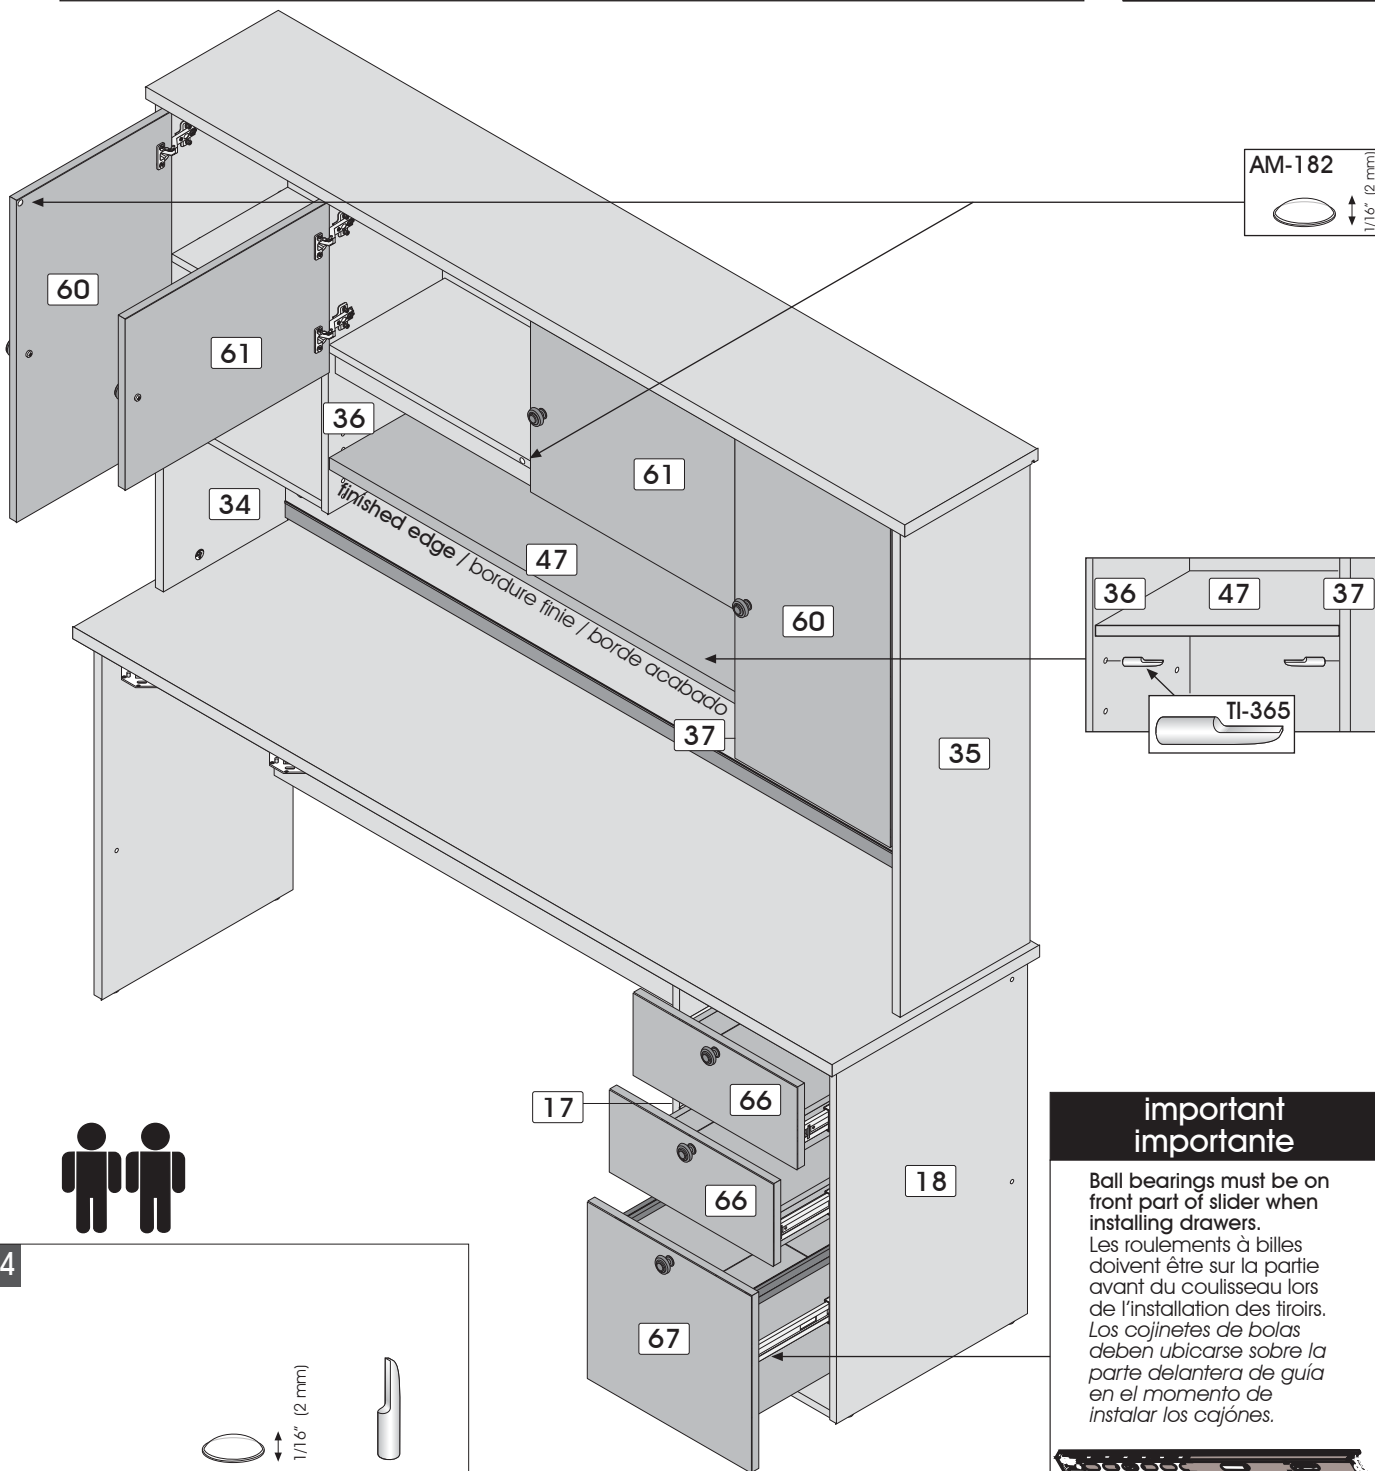 AM-182
1/16" (2 mm)
60
61
36
34
finished edge / bordure finie / borde acabado
47
61
60
37
35
36
47
37
TI-365
17
66
66
67
18
important
importante
Ball bearings must be on
front part of slider when
installing drawers.
Les roulements à billes
doivent être sur la partie
avant du coulisseau lors
de l'installation des tiroirs.
Los cojinetes de bolas
deben ubicarse sobre la
parte delantera de guía
en el momento de
instalar los cajónes.
4
1/16" (2 mm)